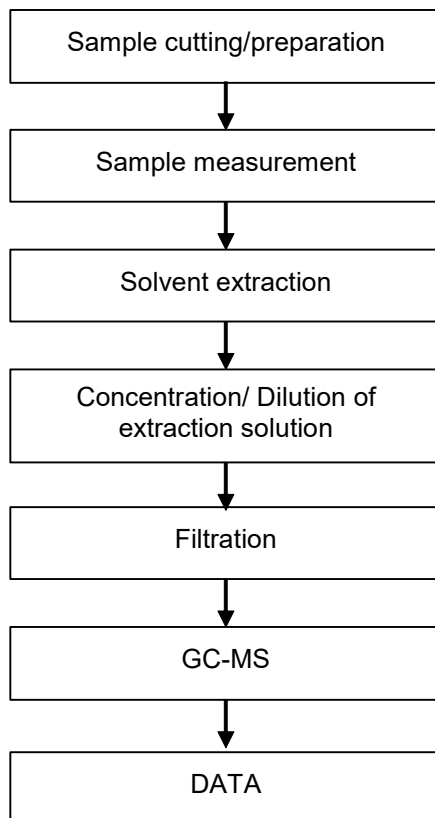 Sample cutting/preparation
Sample measurement
Solvent extraction
Concentration/ Dilution of
extraction solution
Filtration
GC-MS
DATA